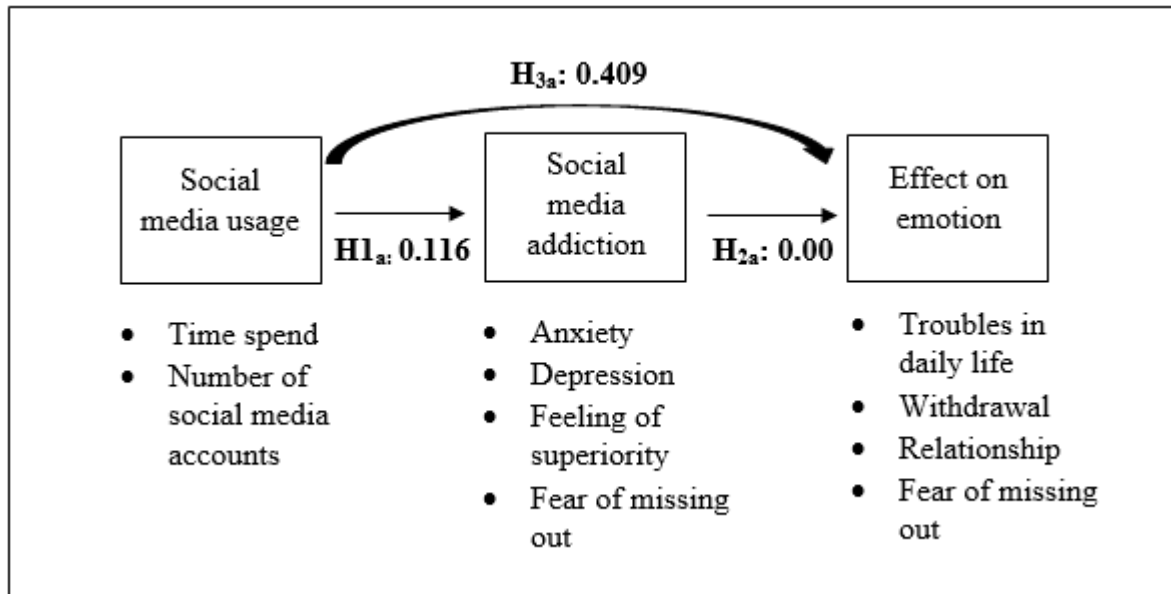 H3a: 0.409
Social
media usage
Social
media
addiction
Effect on
emotion
H1a: 0.116
H2a: 0.00
• Time spend
• Number of
social media
accounts
• Anxiety
• Depression
• Feeling of
superiority
• Fear of missing
out
• Troubles in
daily life
• Withdrawal
• Relationship
• Fear of missing
out